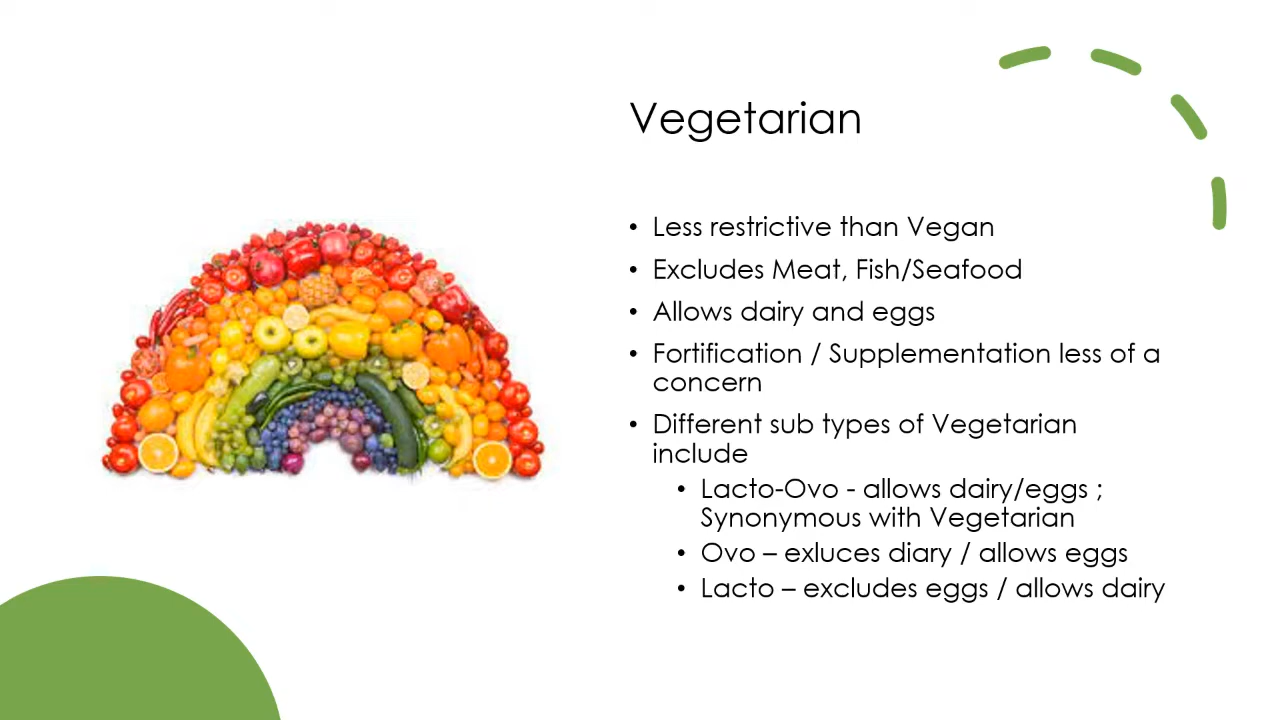 Vegetarian
• Less restrictive than Vegan
• Excludes Meat, Fish/Seafood
• Allows dairy and eggs
• Fortification / Supplementation less of a
concern
• Different sub types of Vegetarian
include
• Lacto-Ovo - allows dairy/eggs ;
Synonymous with Vegetarian
• Ovo – exluces diary / allows eggs
• Lacto – excludes eggs / allows dairy